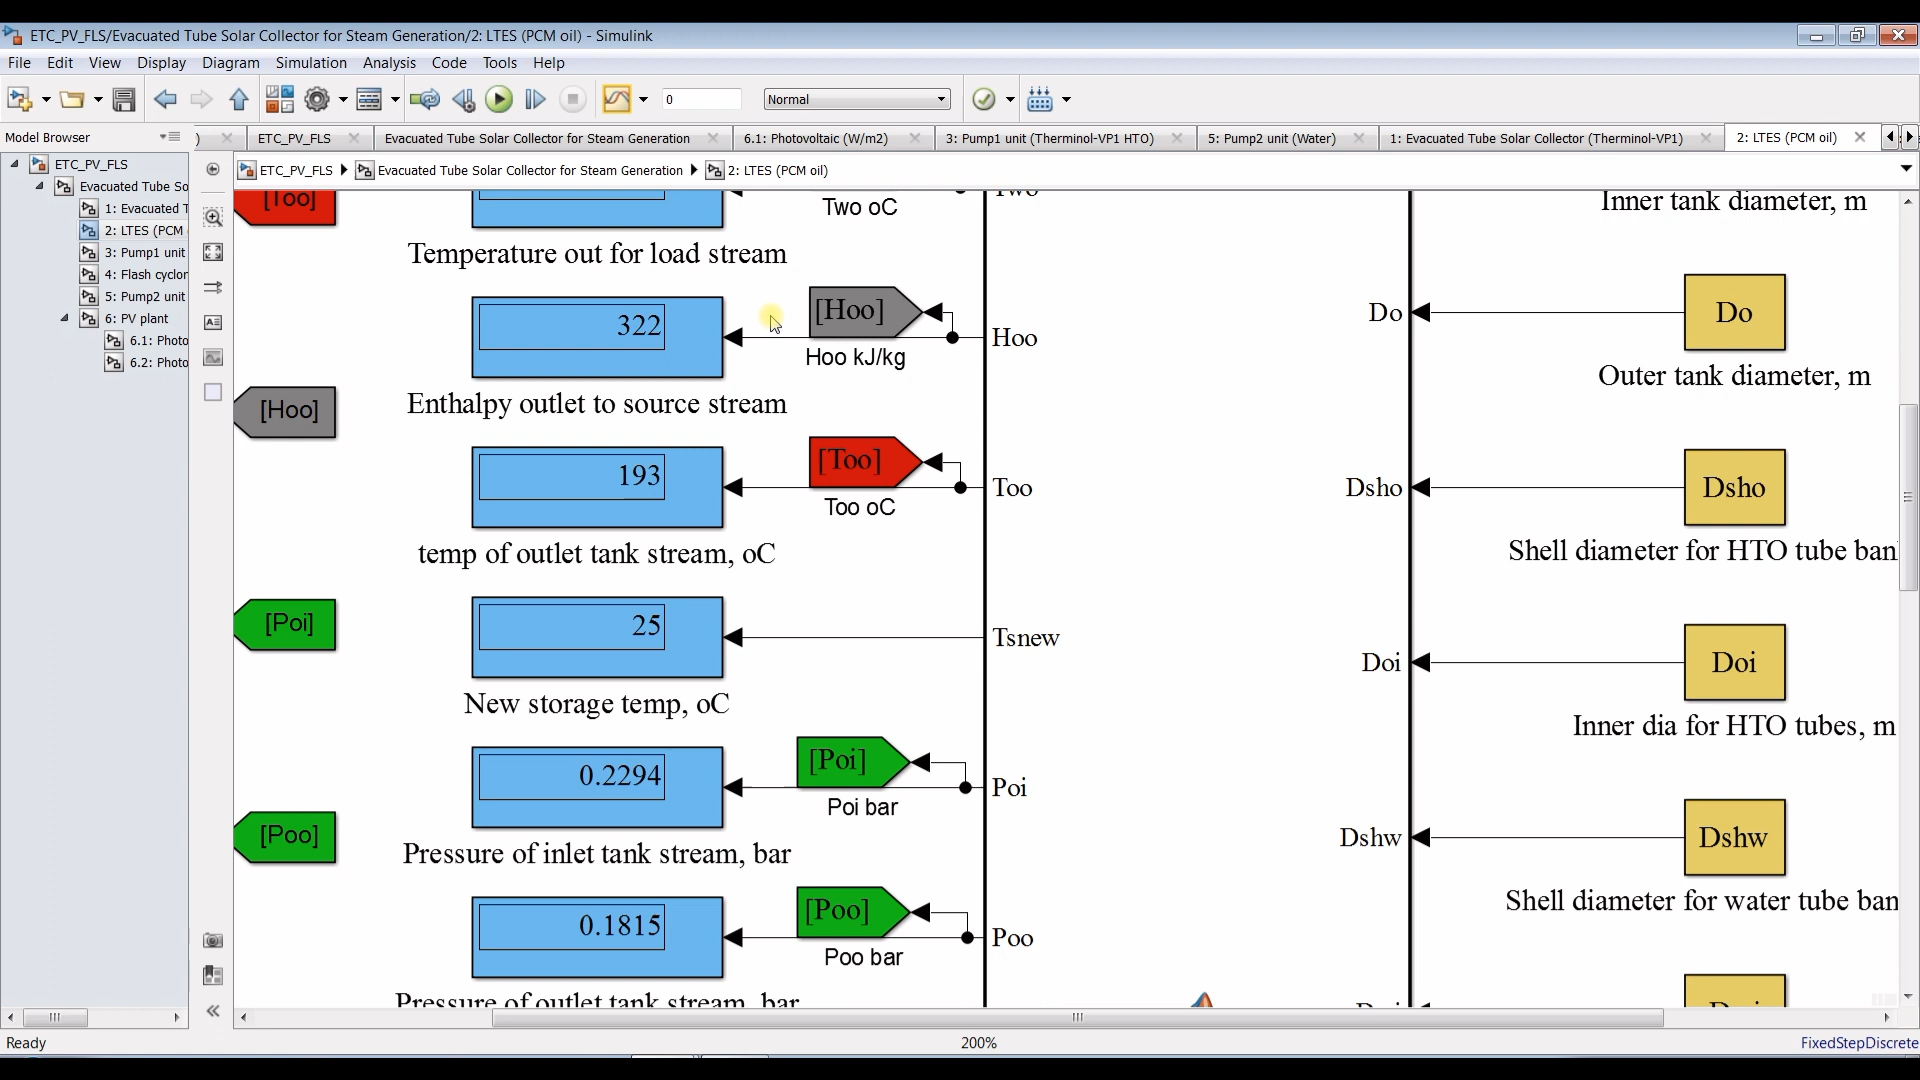 ETC_PV_FLS/Evacuated Tube Solar Collector for Steam Generation/2: LTES (PCM oil) - Simulink
File Edit View Display Diagram Simulation Analysis Code Tools Help
0 Normal
Model Browser
) ETC_PV_FLS Evacuated Tube Solar Collector for Steam Generation 6.1: Photovoltaic (W/m2) 3: Pump1 unit (Therminol-VP1 HTO) 5: Pump2 unit (Water) 1: Evacuated Tube Solar Collector (Therminol-VP1) 2: LTES (PCM oil)
ETC_PV_FLS Evacuated Tube Solar Collector for Steam Generation 2: LTES (PCM oil)
ETC_PV_FLS
Evacuated Tube So
1: Evacuated T
2: LTES (PCM
3: Pump1 unit
4: Flash cyclor
5: Pump2 unit
6: PV plant
6.1: Photo
6.2: Photo
[Too]
Two oC
Two
Inner tank diameter, m
Temperature out for load stream
322
[Hoo]
Hoo kJ/kg
Hoo
Do
Do
Outer tank diameter, m
Enthalpy outlet to source stream
[Hoo]
193
[Too]
Too oC
Too
Dsho
Dsho
Shell diameter for HTO tube ban
temp of outlet tank stream, oC
[Poi]
25
Tsnew
Doi
Doi
Inner dia for HTO tubes, m
New storage temp, oC
0.2294
[Poi]
Poi bar
Poi
Dshw
Dshw
Shell diameter for water tube ban
Pressure of inlet tank stream, bar
[Poo]
0.1815
[Poo]
Poo bar
Poo
Pressure of outlet tank stream, bar
Ready
200%
FixedStepDiscrete